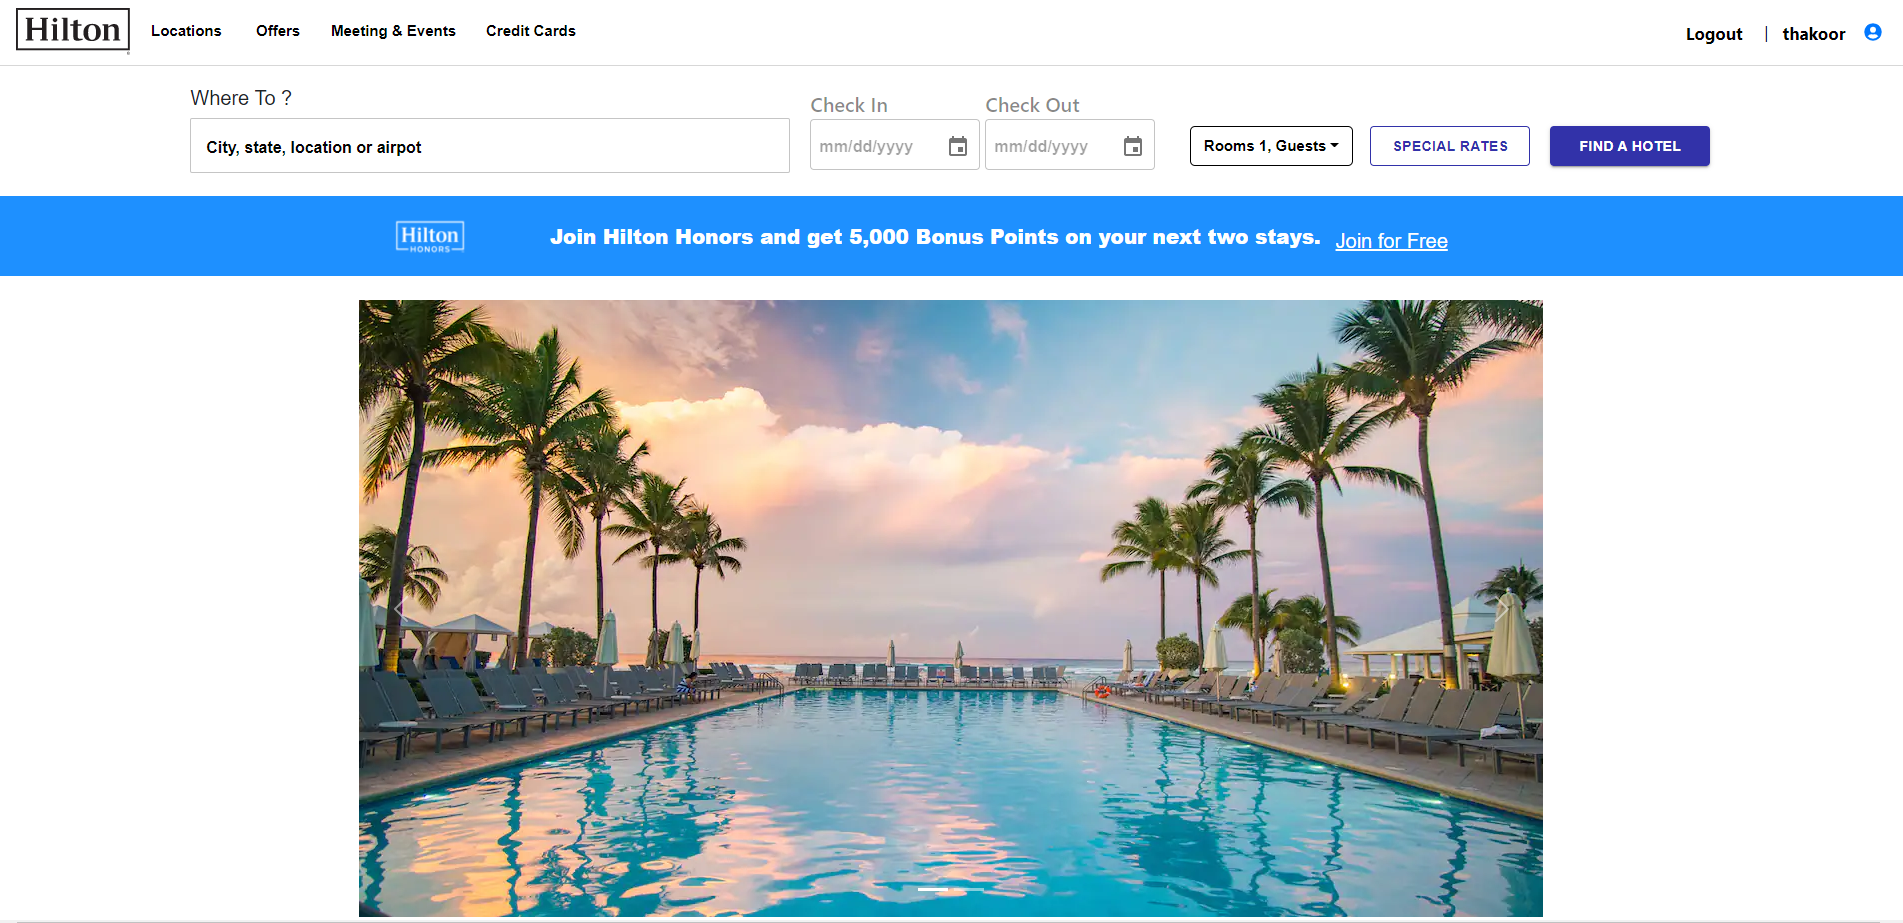 Hilton
Locations Offers Meeting & Events Credit Cards
Logout | thakoor
Where To ?
City, state, location or airpot
Check In Check Out
mm/dd/yyyy mm/dd/yyyy
Rooms 1, Guests
SPECIAL RATES
FIND A HOTEL
Hilton
HONORS
Join Hilton Honors and get 5,000 Bonus Points on your next two stays. Join for Free